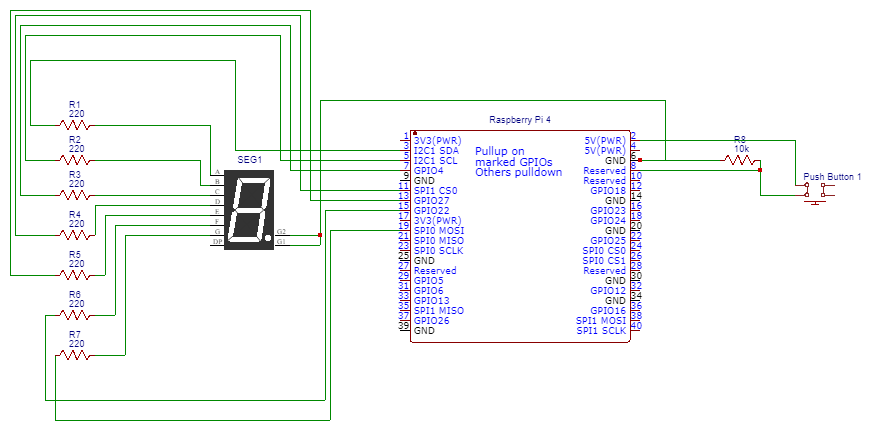 R1
220
R2
220
R3
220
R4
220
R5
220
R6
220
R7
220
SEG1
A
B
C
D
E
F
G
DP
G2
G1
Raspberry Pi 4
Pullup on
marked GPIOs
Others pulldown
1 3V3(PWR)
3 I2C1 SDA
5 I2C1 SCL
7 GPIO4
9 GND
11 SPI1 CS0
13 GPIO27
15 GPIO22
17 3V3(PWR)
19 SPI0 MOSI
21 SPI0 MISO
23 SPI0 SCLK
25 GND
27 Reserved
29 GPIO5
31 GPIO6
33 GPIO13
35 SPI1 MISO
37 GPIO26
39 GND
5V(PWR) 2
5V(PWR) 4
GND 6
Reserved 8
Reserved 10
GPIO18 12
GND 14
GPIO23 16
GPIO24 18
GND 20
GPIO25 22
SPI0 CS0 24
SPI0 CS1 26
Reserved 28
GND 30
GPIO12 32
GND 34
GPIO16 36
SPI1 MOSI 38
SPI1 SCLK 40
R8
10k
Push Button 1